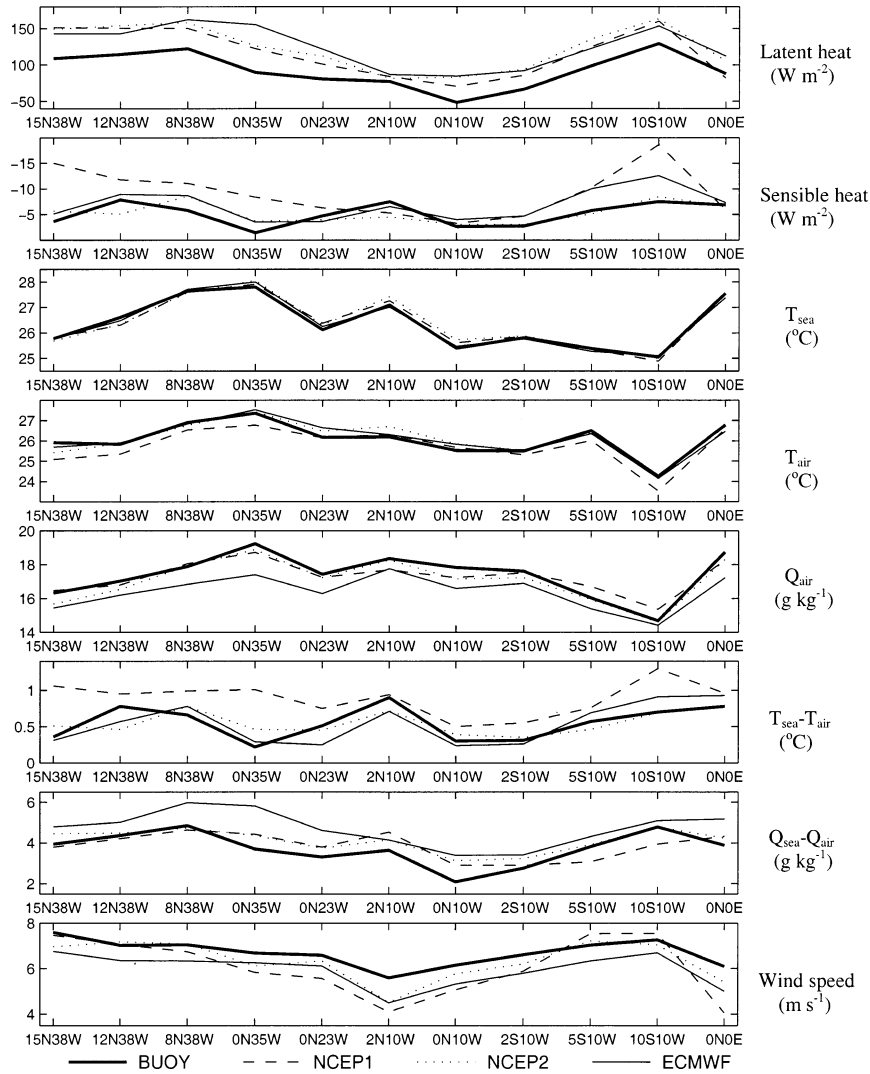 150
100
−50
15N38W 12N38W 8N38W 0N35W 0N23W 2N10W 0N10W 2S10W 5S10W 10S10W 0N0E
Latent heat
(W m-2)
−15
−10
−5
15N38W 12N38W 8N38W 0N35W 0N23W 2N10W 0N10W 2S10W 5S10W 10S10W 0N0E
Sensible heat
(W m-2)
28
27
26
25
15N38W 12N38W 8N38W 0N35W 0N23W 2N10W 0N10W 2S10W 5S10W 10S10W 0N0E
Tsea
(oC)
27
26
25
24
15N38W 12N38W 8N38W 0N35W 0N23W 2N10W 0N10W 2S10W 5S10W 10S10W 0N0E
Tair
(oC)
20
18
16
14
15N38W 12N38W 8N38W 0N35W 0N23W 2N10W 0N10W 2S10W 5S10W 10S10W 0N0E
Qair
(g kg-1)
1
0.5
0
15N38W 12N38W 8N38W 0N35W 0N23W 2N10W 0N10W 2S10W 5S10W 10S10W 0N0E
Tsea-Tair
(oC)
6
4
2
15N38W 12N38W 8N38W 0N35W 0N23W 2N10W 0N10W 2S10W 5S10W 10S10W 0N0E
Qsea-Qair
(g kg-1)
8
6
4
15N38W 12N38W 8N38W 0N35W 0N23W 2N10W 0N10W 2S10W 5S10W 10S10W 0N0E
Wind speed
(m s-1)
BUOY NCEP1 NCEP2 ECMWF